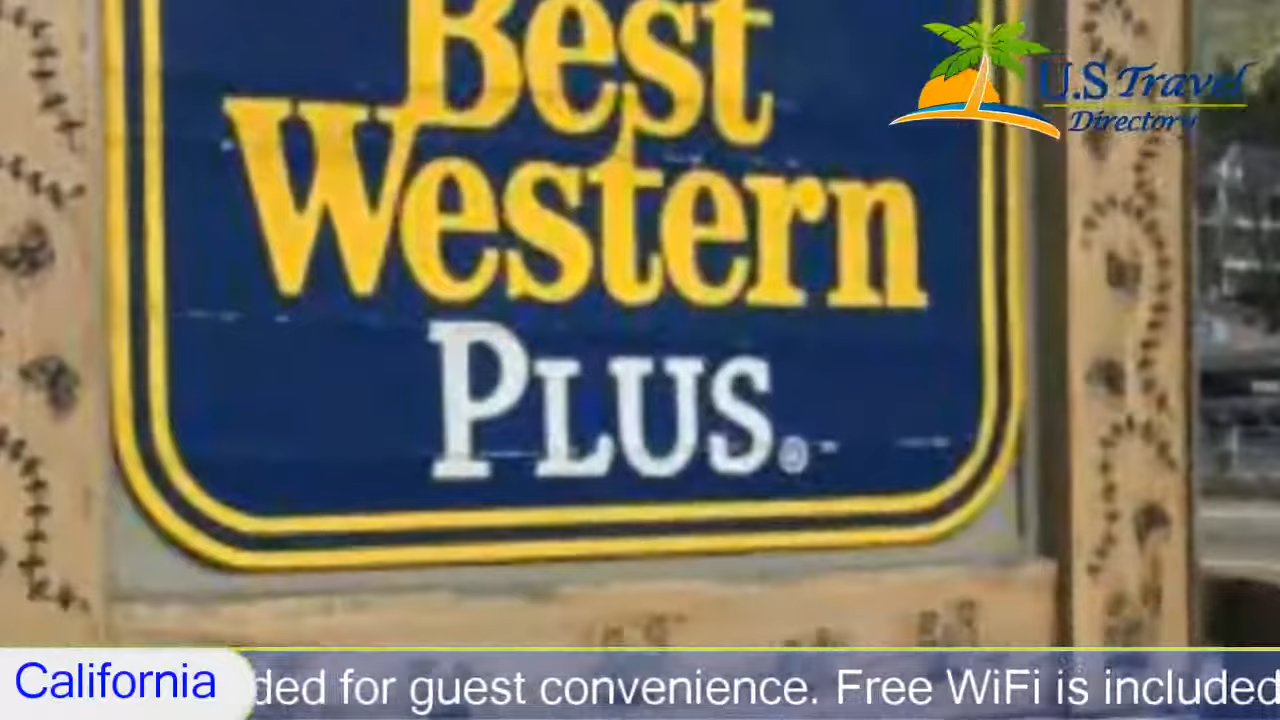 Best
Western
PLUS®
U.S Travel
Directory
California
ded for guest convenience. Free WiFi is included